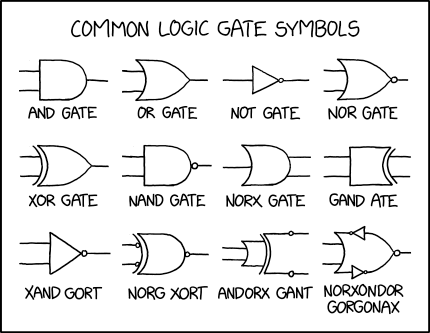 COMMON LOGIC GATE SYMBOLS
AND GATE
OR GATE
NOT GATE
NOR GATE
XOR GATE
NAND GATE
NORX GATE
GAND ATE
XAND GORT
NORG XORT
ANDORX GANT
NORXONDOR
GORGONAX